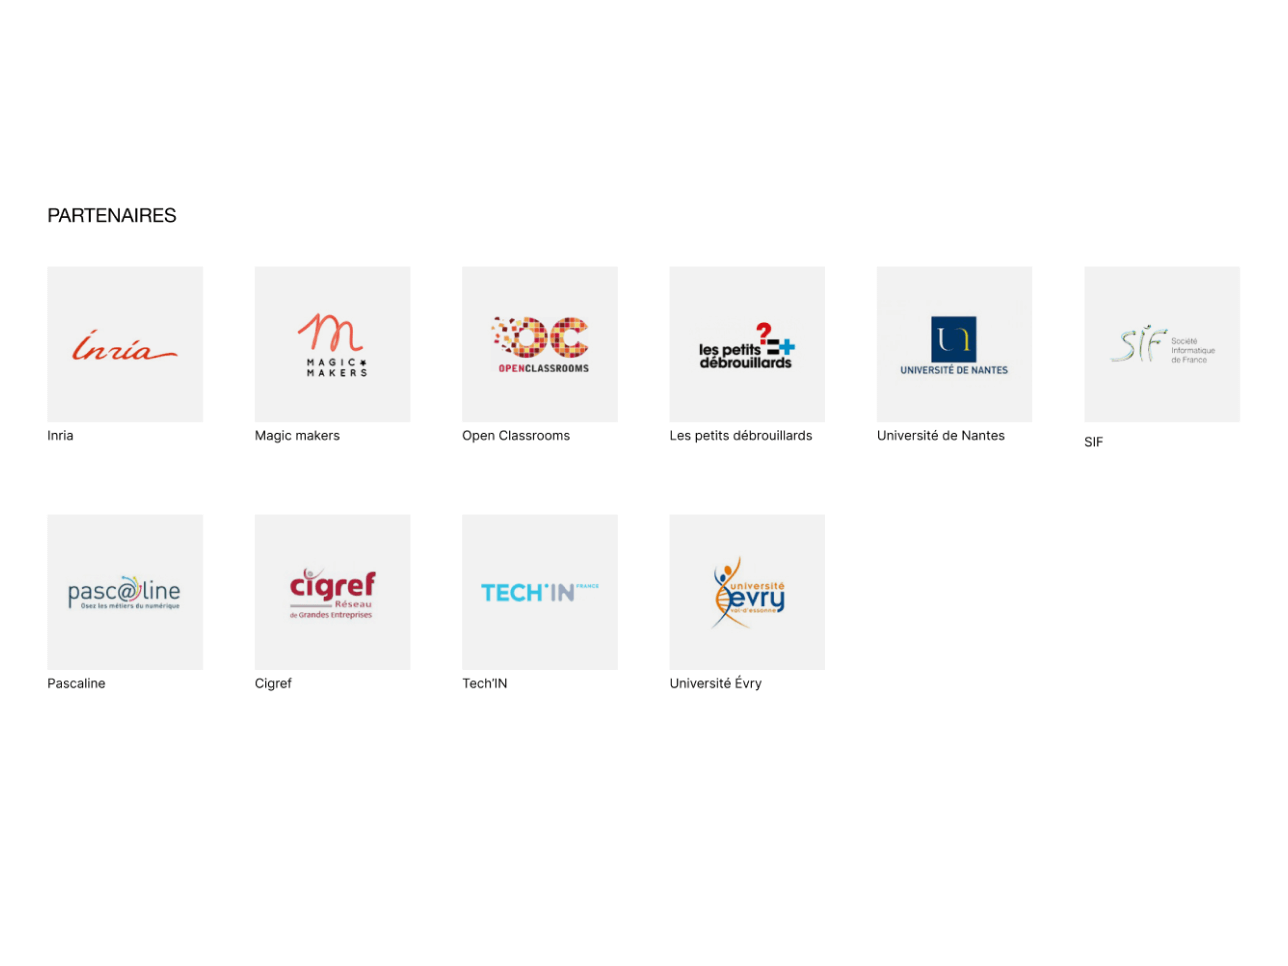 PARTENAIRES
inria
MAGIC
MAKERS
OC
OPENCLASSROOMS
les petits
débrouillards
UNIVERSITÉ DE NANTES
SiF
Société
Informatique
de France
Inria
Magic makers
Open Classrooms
Les petits débrouillards
Université de Nantes
SIF
pasc@line
Osez les métiers du numérique
cigref
Réseau
de Grandes Entreprises
TECH'IN FRANCE
université
evry
val-d'essonne
Pascaline
Cigref
Tech'IN
Université Évry